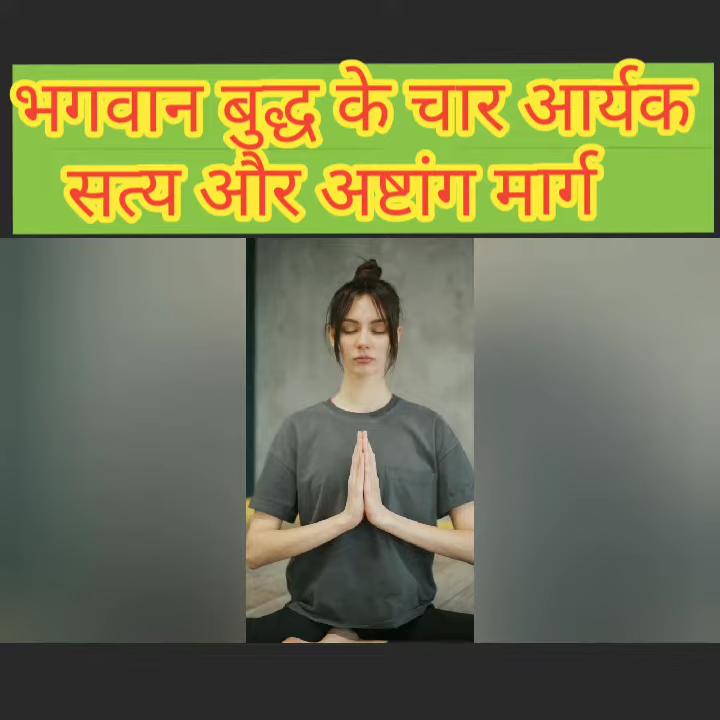 भगवान बुद्ध के चार आर्यक
सत्य और अष्टांग मार्ग